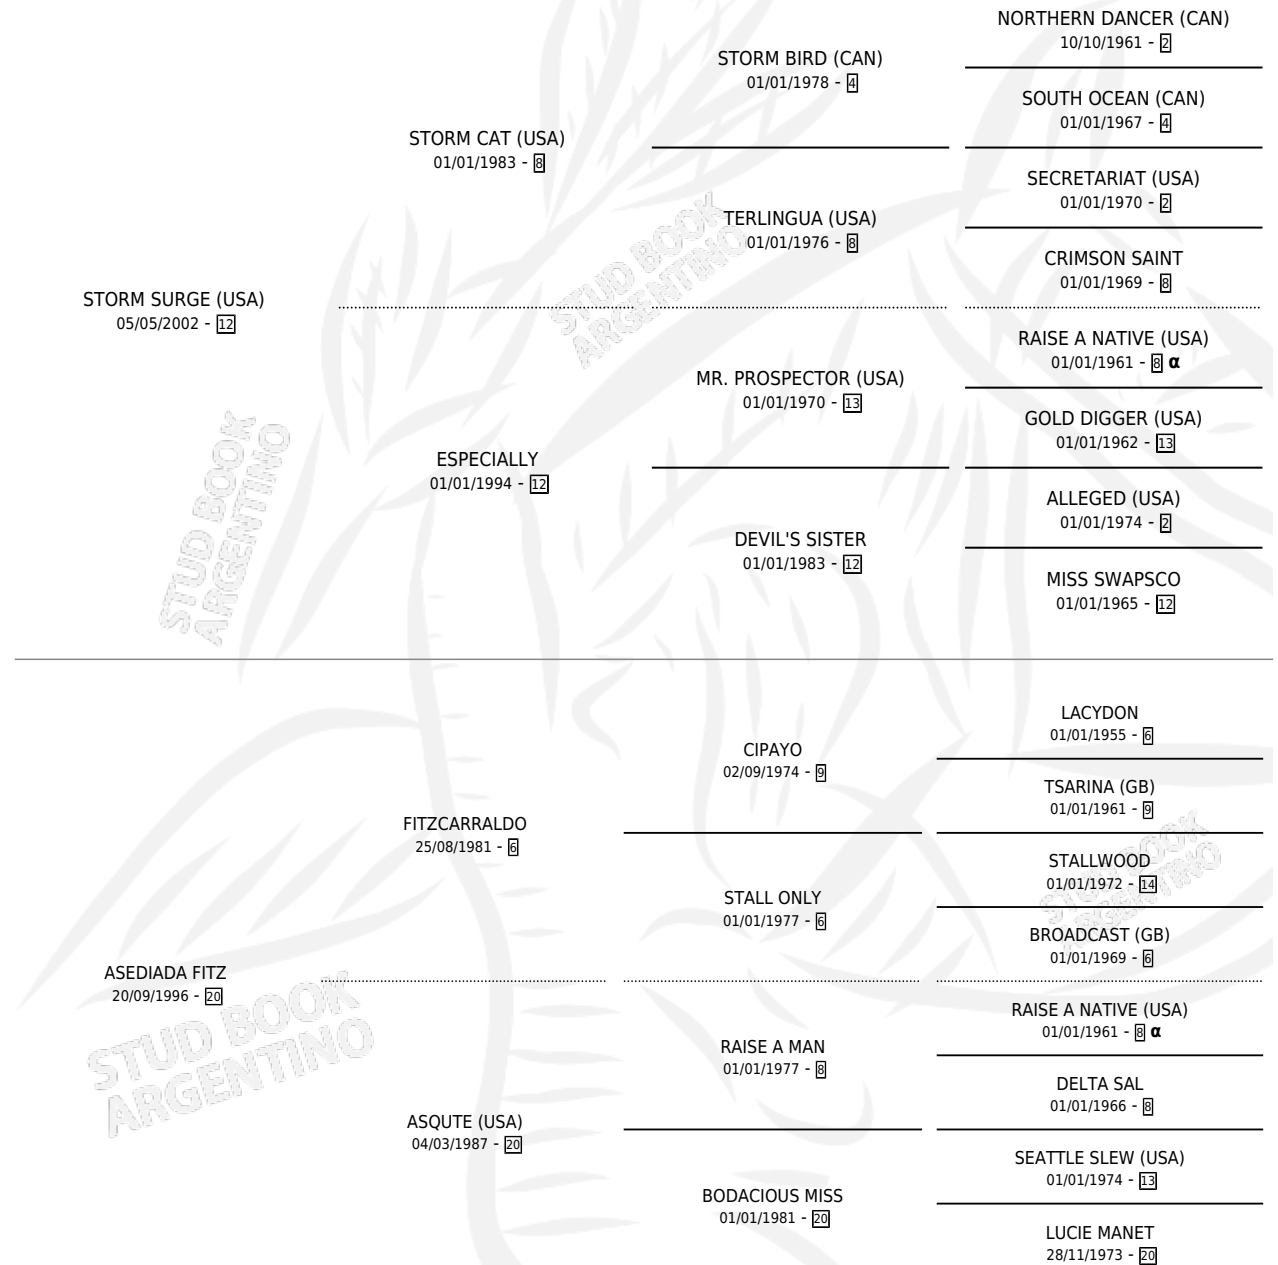 NORTHERN DANCER (CAN)
10/10/1961 - 2
STORM BIRD (CAN)
01/01/1978 - 4
SOUTH OCEAN (CAN)
01/01/1967 - 4
STORM CAT (USA)
01/01/1983 - 8
SECRETARIAT (USA)
01/01/1970 - 2
TERLINGUA (USA)
01/01/1976 - 8
CRIMSON SAINT
01/01/1969 - 8
STORM SURGE (USA)
05/05/2002 - 12
RAISE A NATIVE (USA)
01/01/1961 - 8 α
MR. PROSPECTOR (USA)
01/01/1970 - 13
GOLD DIGGER (USA)
01/01/1962 - 13
ESPECIALLY
01/01/1994 - 12
ALLEGED (USA)
01/01/1974 - 2
DEVIL'S SISTER
01/01/1983 - 12
MISS SWAPSCO
01/01/1965 - 12
LACYDON
01/01/1955 - 6
CIPAYO
02/09/1974 - 9
TSARINA (GB)
01/01/1961 - 9
FITZCARRALDO
25/08/1981 - 6
STALLWOOD
01/01/1972 - 14
STALL ONLY
01/01/1977 - 6
BROADCAST (GB)
01/01/1969 - 6
ASEDIADA FITZ
20/09/1996 - 20
RAISE A NATIVE (USA)
01/01/1961 - 8 α
RAISE A MAN
01/01/1977 - 8
DELTA SAL
01/01/1966 - 8
ASQUTE (USA)
04/03/1987 - 20
SEATTLE SLEW (USA)
01/01/1974 - 13
BODACIOUS MISS
01/01/1981 - 20
LUCIE MANET
28/11/1973 - 20
STUD BOOK
ARGENTINO
STUD BOOK
ARGENTINO
STUD BOOK
ARGENTINO
STUD BOOK
ARGENTINO